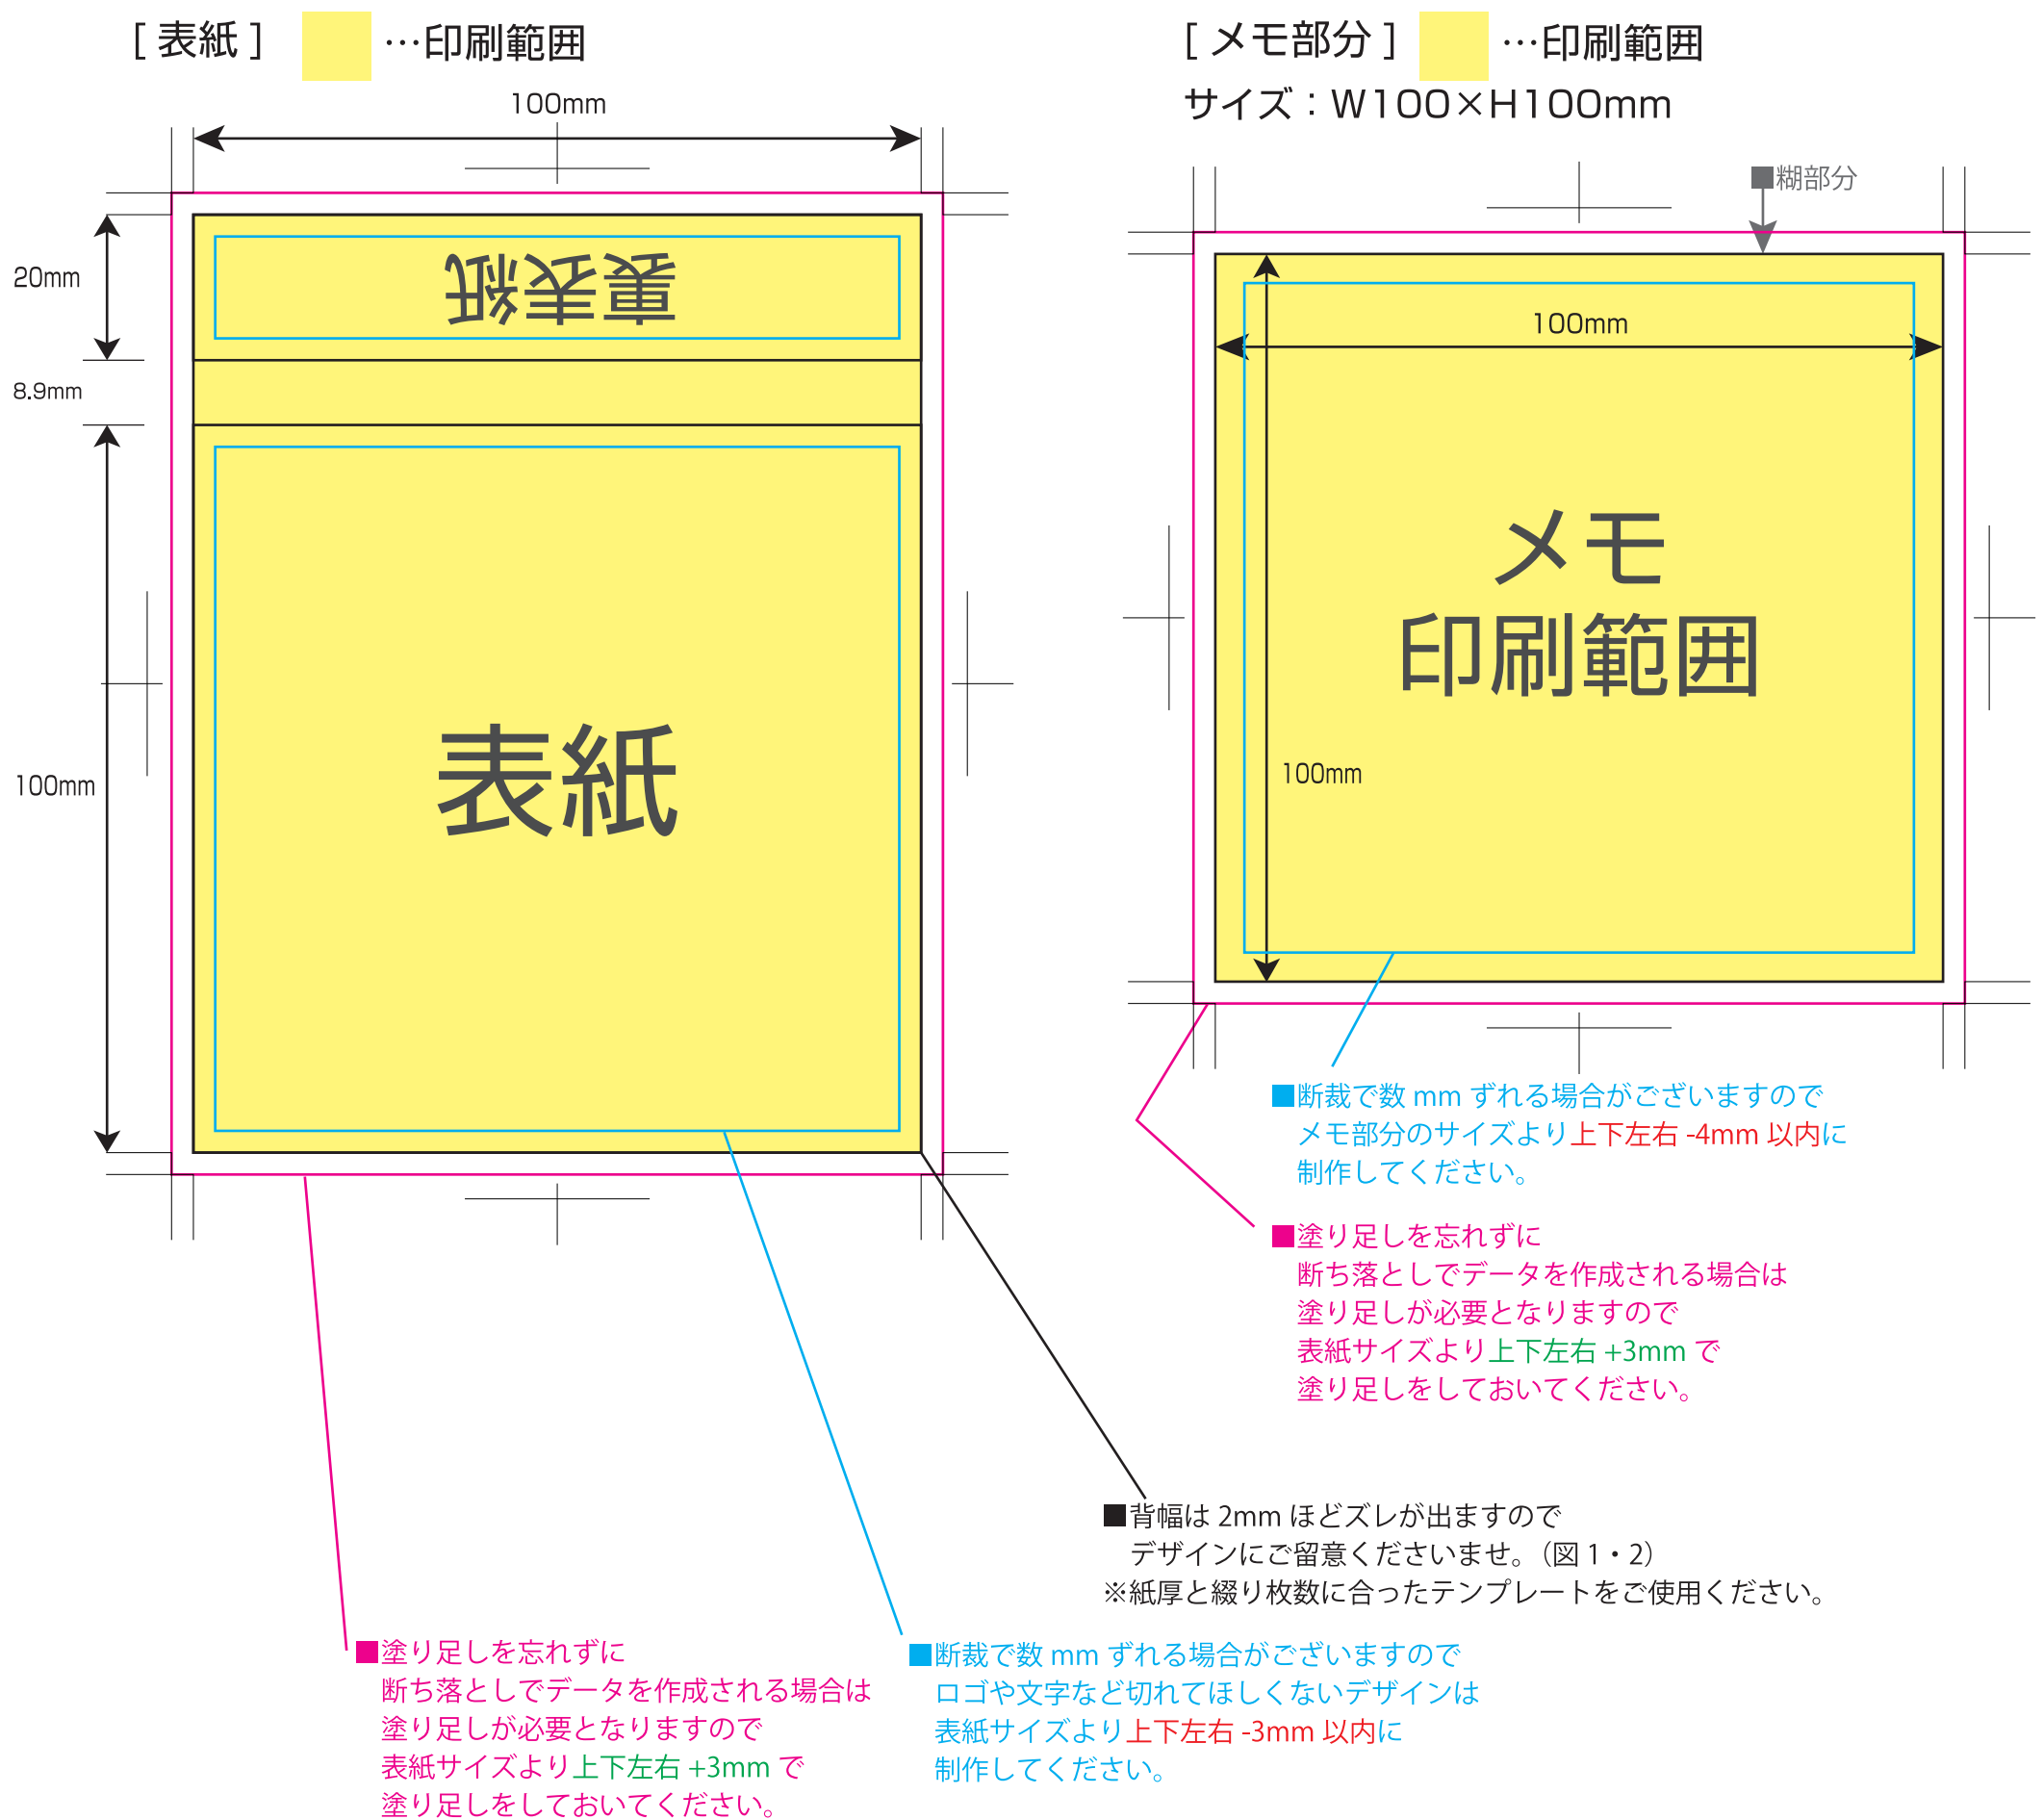 [ 表紙 ] …印刷範囲
100mm
20mm
裏表紙
8.9mm
100mm
表紙
[ メモ部分 ] …印刷範囲
サイズ：W100×H100mm
■糊部分
100mm
メモ
印刷範囲
100mm
■断裁で数 mm ずれる場合がございますので
メモ部分のサイズより上下左右 -4mm 以内に
制作してください。
■塗り足しを忘れずに
断ち落としでデータを作成される場合は
塗り足しが必要となりますので
表紙サイズより上下左右 +3mm で
塗り足しをしておいてください。
■背幅は 2mm ほどズレが出ますので
デザインにご留意くださいませ。（図 1・2）
※紙厚と綴り枚数に合ったテンプレートをご使用ください。
■塗り足しを忘れずに
断ち落としでデータを作成される場合は
塗り足しが必要となりますので
表紙サイズより上下左右 +3mm で
塗り足しをしておいてください。
■断裁で数 mm ずれる場合がございますので
ロゴや文字など切れてほしくないデザインは
表紙サイズより上下左右 -3mm 以内に
制作してください。